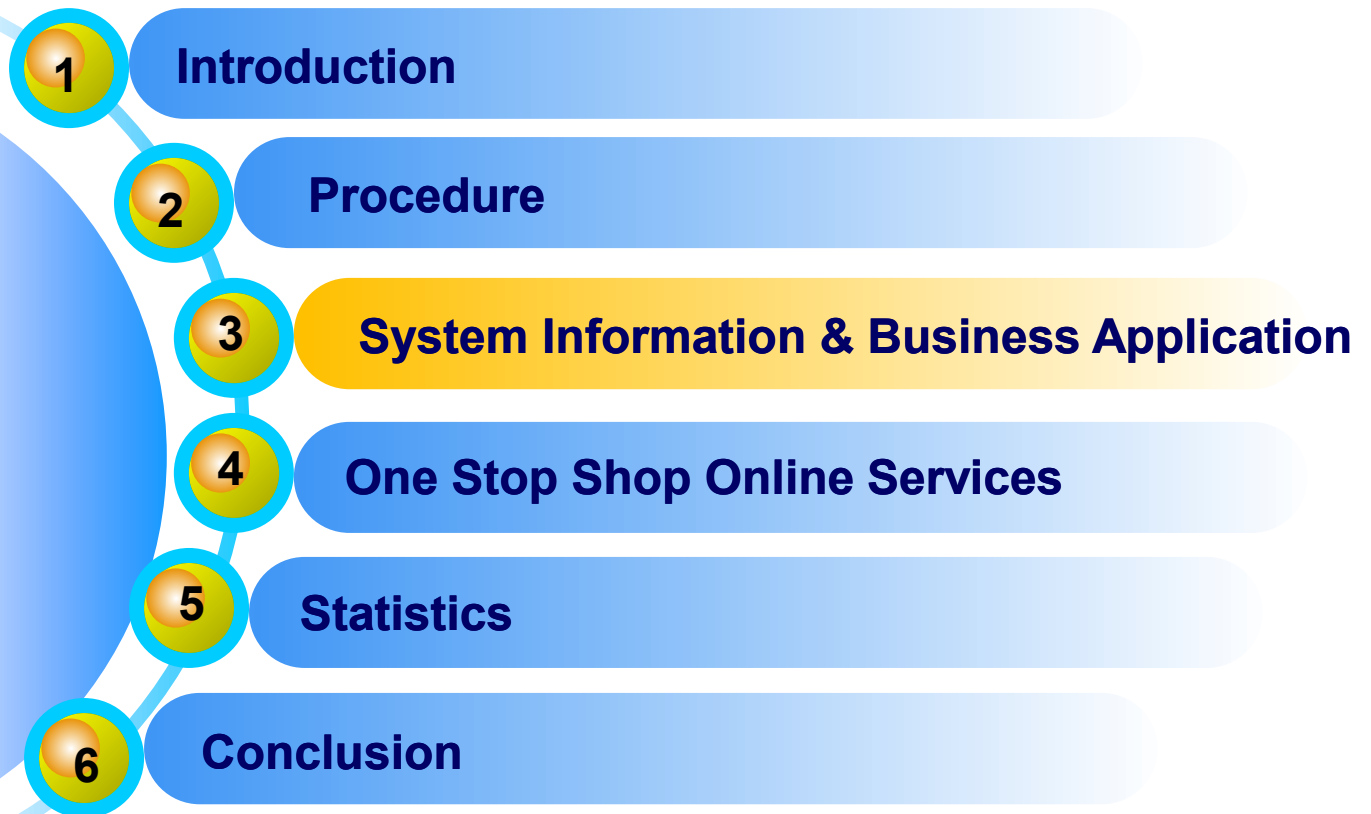 1 Introduction
2 Procedure
3 System Information & Business Application
4 One Stop Shop Online Services
5 Statistics
6 Conclusion